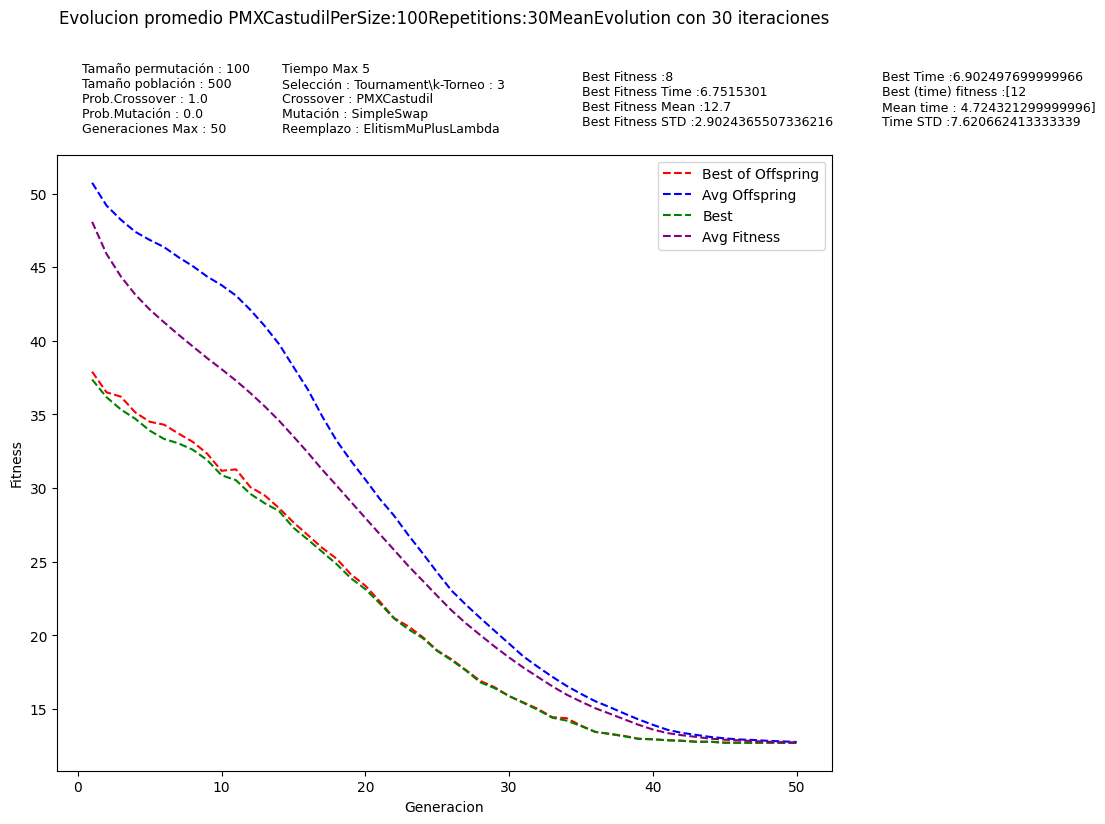 Evolucion promedio PMXCastudilPerSize:100Repetitions:30MeanEvolution con 30 iteraciones
Tamaño permutación : 100
Tamaño población : 500
Prob.Crossover : 1.0
Prob.Mutación : 0.0
Generaciones Max : 50
Tiempo Max 5
Selección : Tournament\k-Torneo : 3
Crossover : PMXCastudil
Mutación : SimpleSwap
Reemplazo : ElitismMuPlusLambda
Best Fitness :8
Best Fitness Time :6.7515301
Best Fitness Mean :12.7
Best Fitness STD :2.9024365507336216
Best Time :6.902497699999966
Best (time) fitness :[12
Mean time : 4.724321299999996]
Time STD :7.620662413333339
Best of Offspring
Avg Offspring
Best
Avg Fitness
Fitness
50
45
40
35
30
25
20
15
0
10
20
30
40
50
Generacion